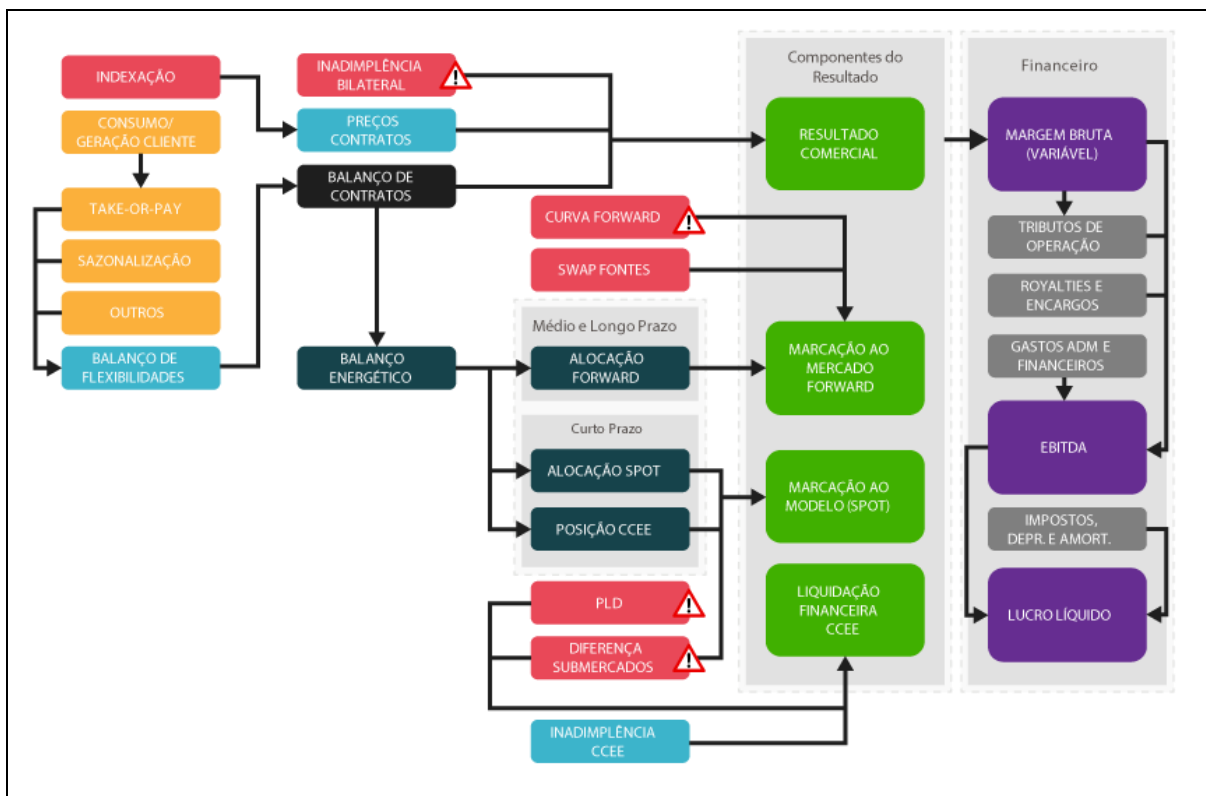 INDEXAÇÃO
CONSUMO/
GERAÇÃO CLIENTE
TAKE-OR-PAY
SAZONALIZAÇÃO
OUTROS
BALANÇO DE
FLEXIBILIDADES
INADIMPLÊNCIA
BILATERAL
!
PREÇOS
CONTRATOS
BALANÇO DE
CONTRATOS
BALANÇO
ENERGÉTICO
CURVA FORWARD
!
SWAP FONTES
Médio e Longo Prazo
ALOCAÇÃO
FORWARD
Curto Prazo
ALOCAÇÃO SPOT
POSIÇÃO CCEE
PLD
!
DIFERENÇA
SUBMERCADOS
!
INADIMPLÊNCIA
CCEE
Componentes do
Resultado
RESULTADO
COMERCIAL
MARCAÇÃO AO
MERCADO
FORWARD
MARCAÇÃO AO
MODELO (SPOT)
LIQUIDAÇÃO
FINANCEIRA
CCEE
Financeiro
MARGEM BRUTA
(VARIÁVEL)
TRIBUTOS DE
OPERAÇÃO
ROYALTIES E
ENCARGOS
GASTOS ADM E
FINANCEIROS
EBITDA
IMPOSTOS,
DEPR. E AMORT.
LUCRO LÍQUIDO